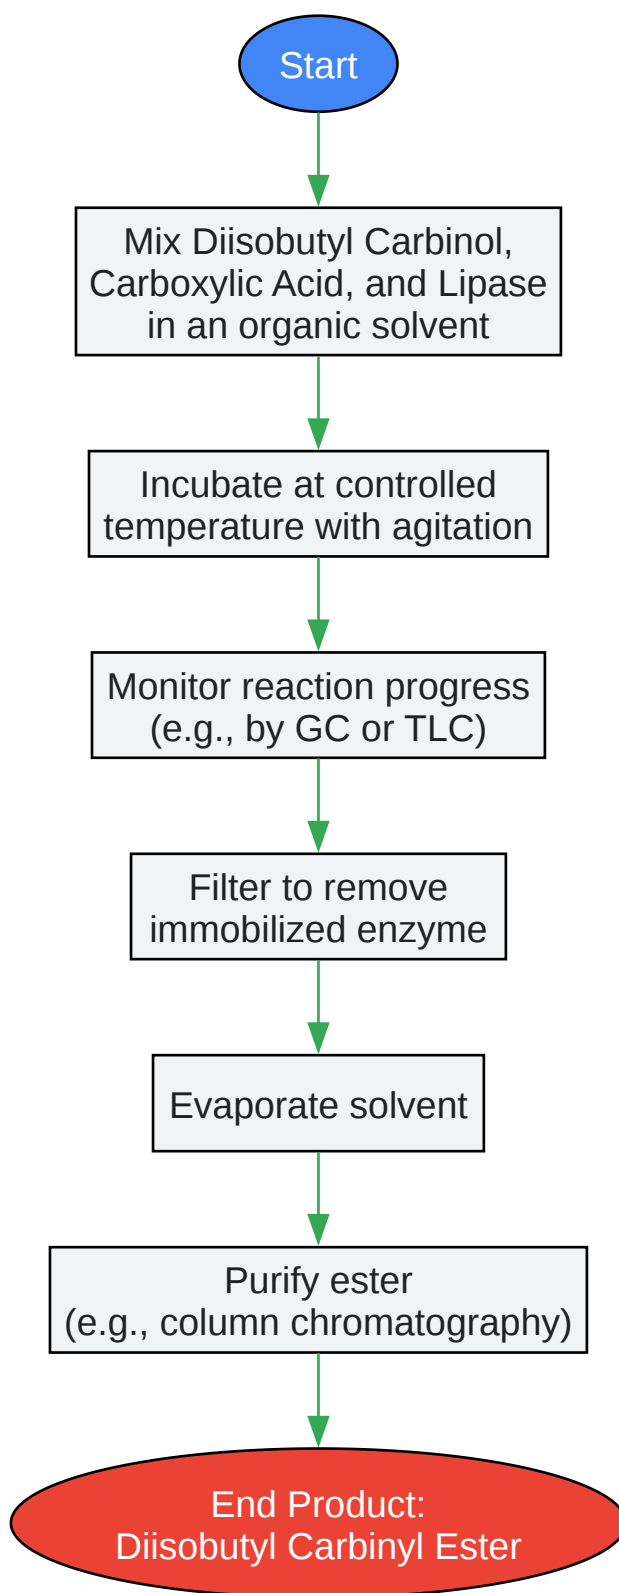 Start
Mix Diisobutyl Carbinol,
Carboxylic Acid, and Lipase
in an organic solvent
Incubate at controlled
temperature with agitation
Monitor reaction progress
(e.g., by GC or TLC)
Filter to remove
immobilized enzyme
Evaporate solvent
Purify ester
(e.g., column chromatography)
End Product:
Diisobutyl Carbinyl Ester